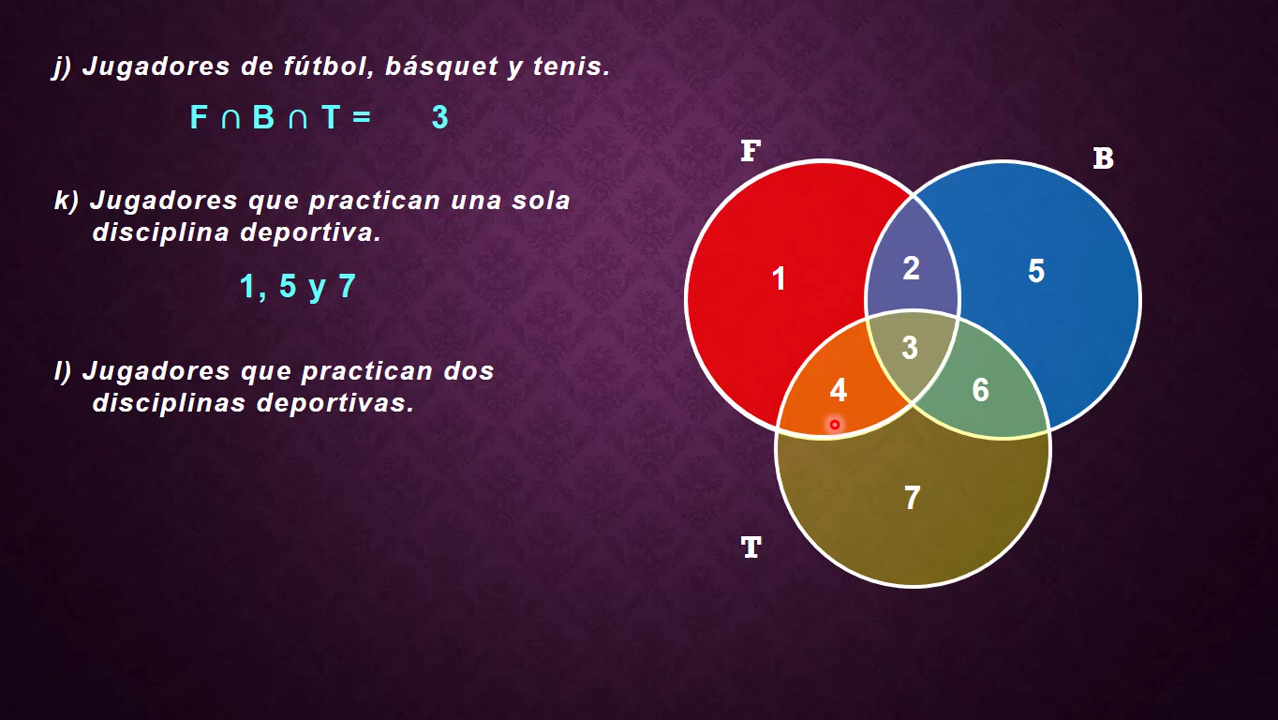 j) Jugadores de fútbol, básquet y tenis.
F ∩ B ∩ T = 3
k) Jugadores que practican una sola
disciplina deportiva.
1, 5 y 7
l) Jugadores que practican dos
disciplinas deportivas.
F
B
1
2
5
3
4
6
7
T